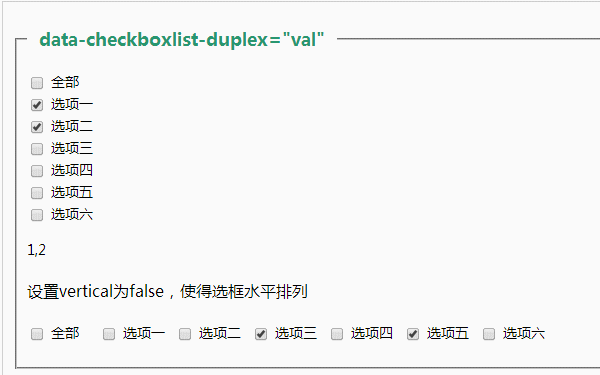 data-checkboxlist-duplex="val"
全部
选项一
选项二
选项三
选项四
选项五
选项六
1,2
设置vertical为false，使得选框水平排列
全部 选项一 选项二 选项三 选项四 选项五 选项六